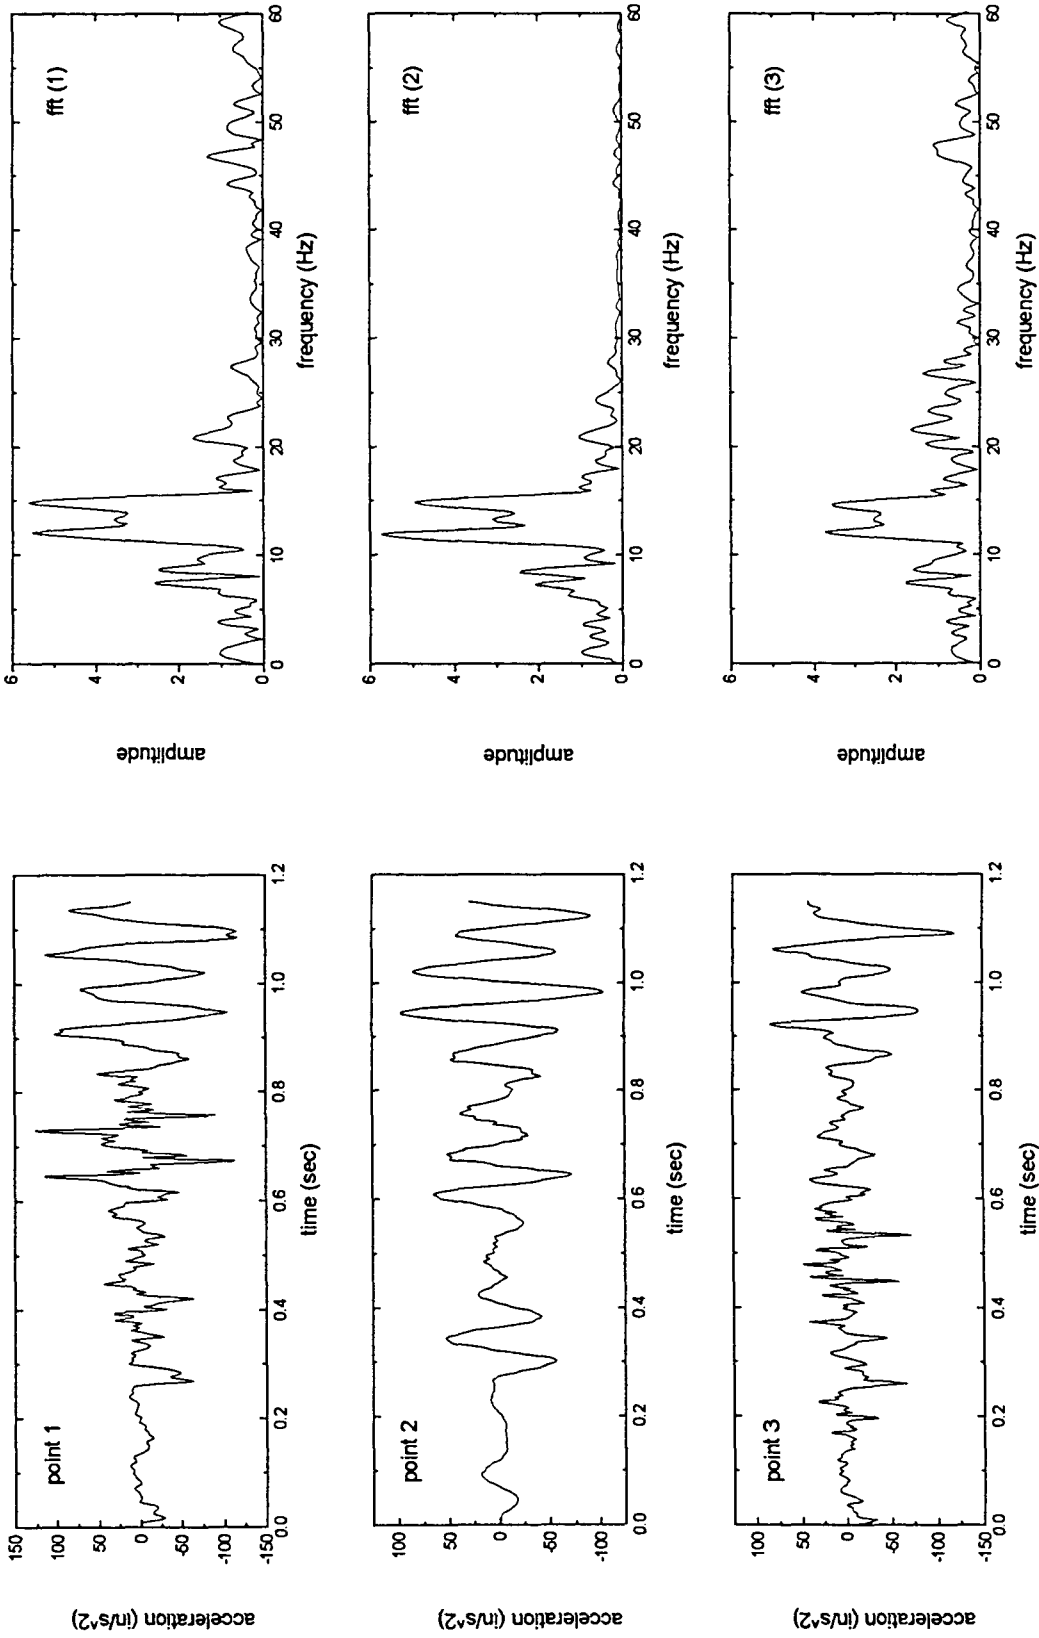 point 1
150
100
50
0
-50
-100
-150
acceleration (in/s^2)
0.0 0.2 0.4 0.6 0.8 1.0 1.2
time (sec)
fft (1)
6
4
2
0
amplitude
0 10 20 30 40 50 60
frequency (Hz)
point 2
100
50
0
-50
-100
acceleration (in/s^2)
0.0 0.2 0.4 0.6 0.8 1.0 1.2
time (sec)
fft (2)
6
4
2
0
amplitude
0 10 20 30 40 50 60
frequency (Hz)
point 3
100
50
0
-50
-100
-150
acceleration (in/s^2)
0.0 0.2 0.4 0.6 0.8 1.0 1.2
time (sec)
fft (3)
6
4
2
0
amplitude
0 10 20 30 40 50 60
frequency (Hz)